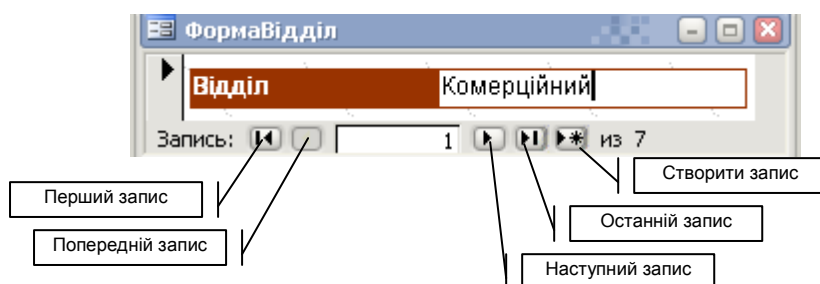 ФормаВідділ
Відділ Комерційний
Запись: 1 из 7
Створити запис
Перший запис
Останній запис
Попередній запис
Наступний запис